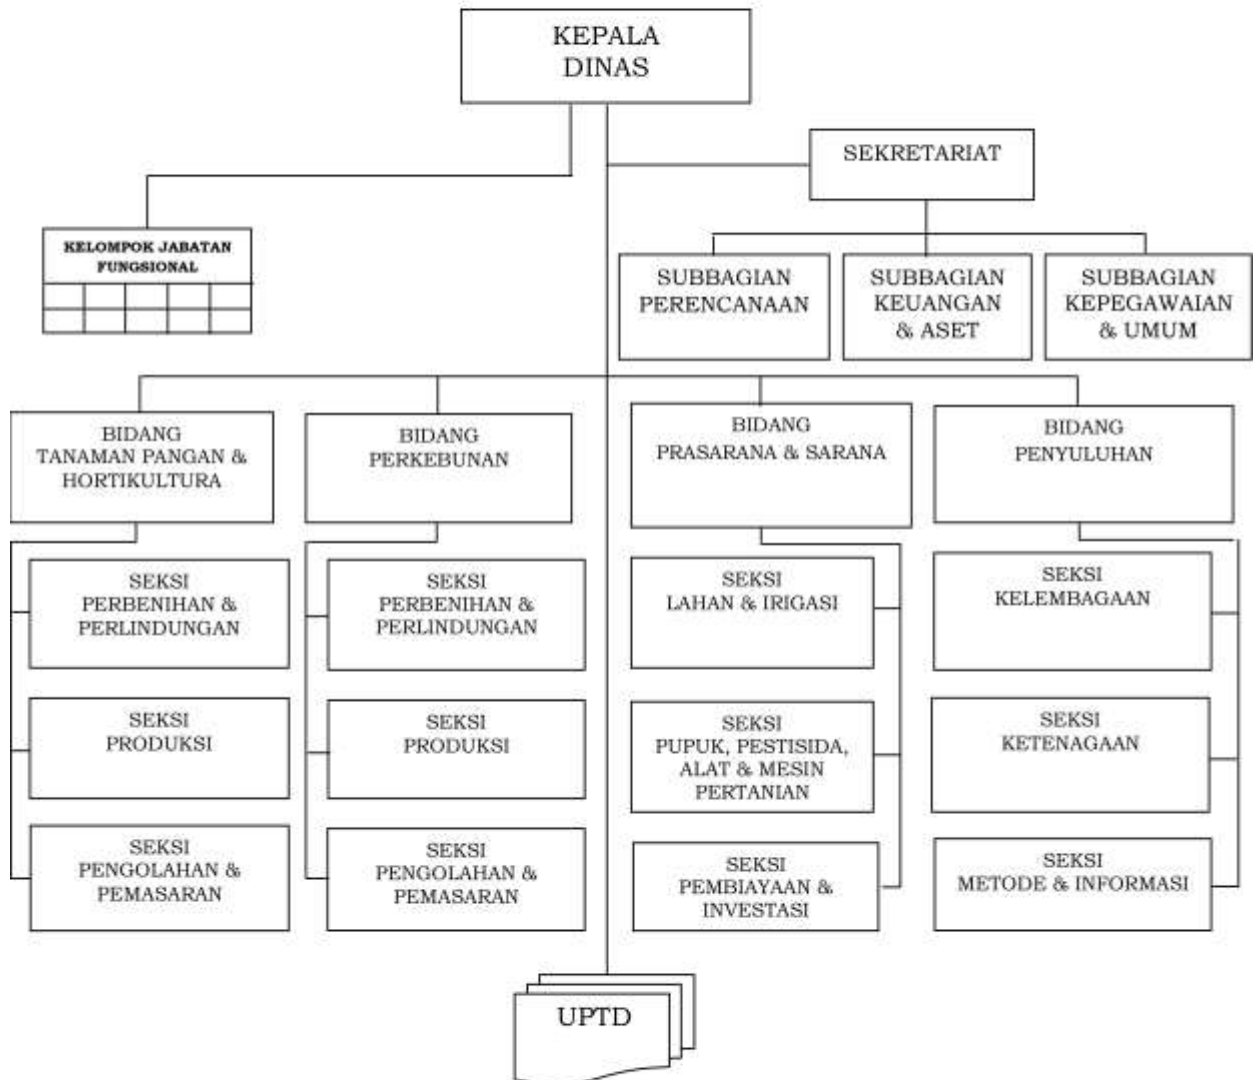 KEPALA
DINAS
SEKRETARIAT
KELOMPOK JABATAN
FUNGSIONAL
SUBBAGIAN
PERENCANAAN
SUBBAGIAN
KEUANGAN
& ASET
SUBBAGIAN
KEPEGAWAIAN
& UMUM
BIDANG
TANAMAN PANGAN &
HORTIKULTURA
BIDANG
PERKEBUNAN
BIDANG
PRASARANA & SARANA
BIDANG
PENYULUHAN
SEKSI
PERBENIHAN &
PERLINDUNGAN
SEKSI
PERBENIHAN &
PERLINDUNGAN
SEKSI
LAHAN & IRIGASI
SEKSI
KELEMBAGAAN
SEKSI
PRODUKSI
SEKSI
PRODUKSI
SEKSI
PUPUK, PESTISIDA,
ALAT & MESIN
PERTANIAN
SEKSI
KETENAGAAN
SEKSI
PENGOLAHAN &
PEMASARAN
SEKSI
PENGOLAHAN &
PEMASARAN
SEKSI
PEMBIAYAAN &
INVESTASI
SEKSI
METODE & INFORMASI
UPTD